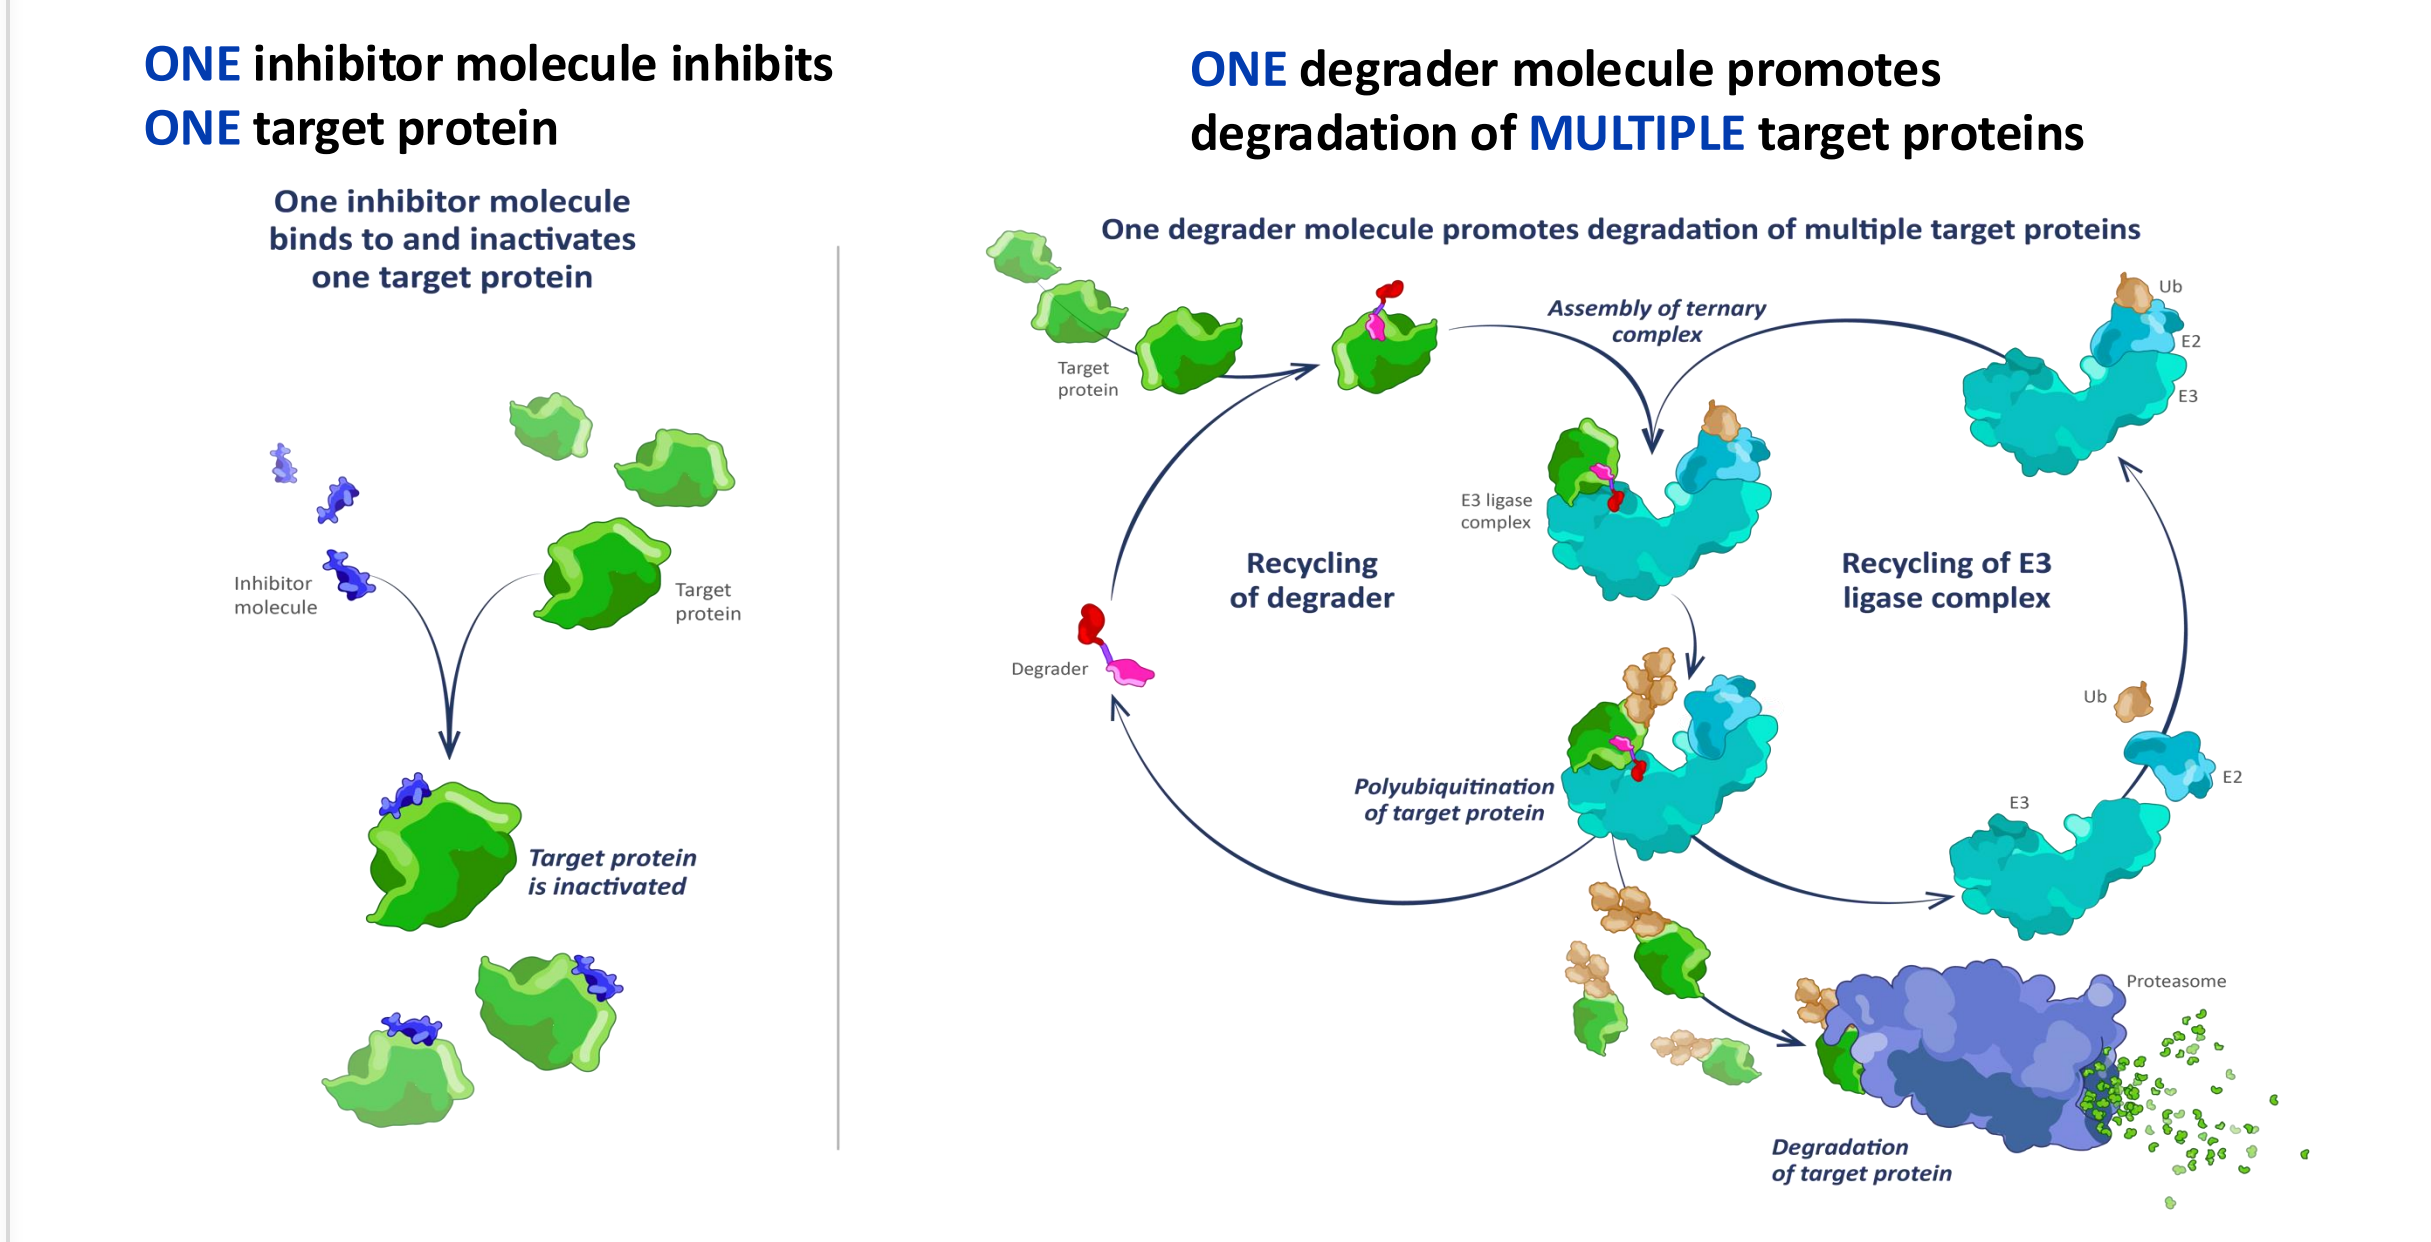 ONE inhibitor molecule inhibits
ONE target protein
One inhibitor molecule
binds to and inactivates
one target protein
Inhibitor
molecule
Target
protein
Target protein
is inactivated
ONE degrader molecule promotes
degradation of MULTIPLE target proteins
One degrader molecule promotes degradation of multiple target proteins
Target
protein
Assembly of ternary
complex
Ub
E2
E3
E3 ligase
complex
Recycling
of degrader
Recycling of E3
ligase complex
Degrader
Ub
E2
E3
Polyubiquitination
of target protein
Proteasome
Degradation
of target protein